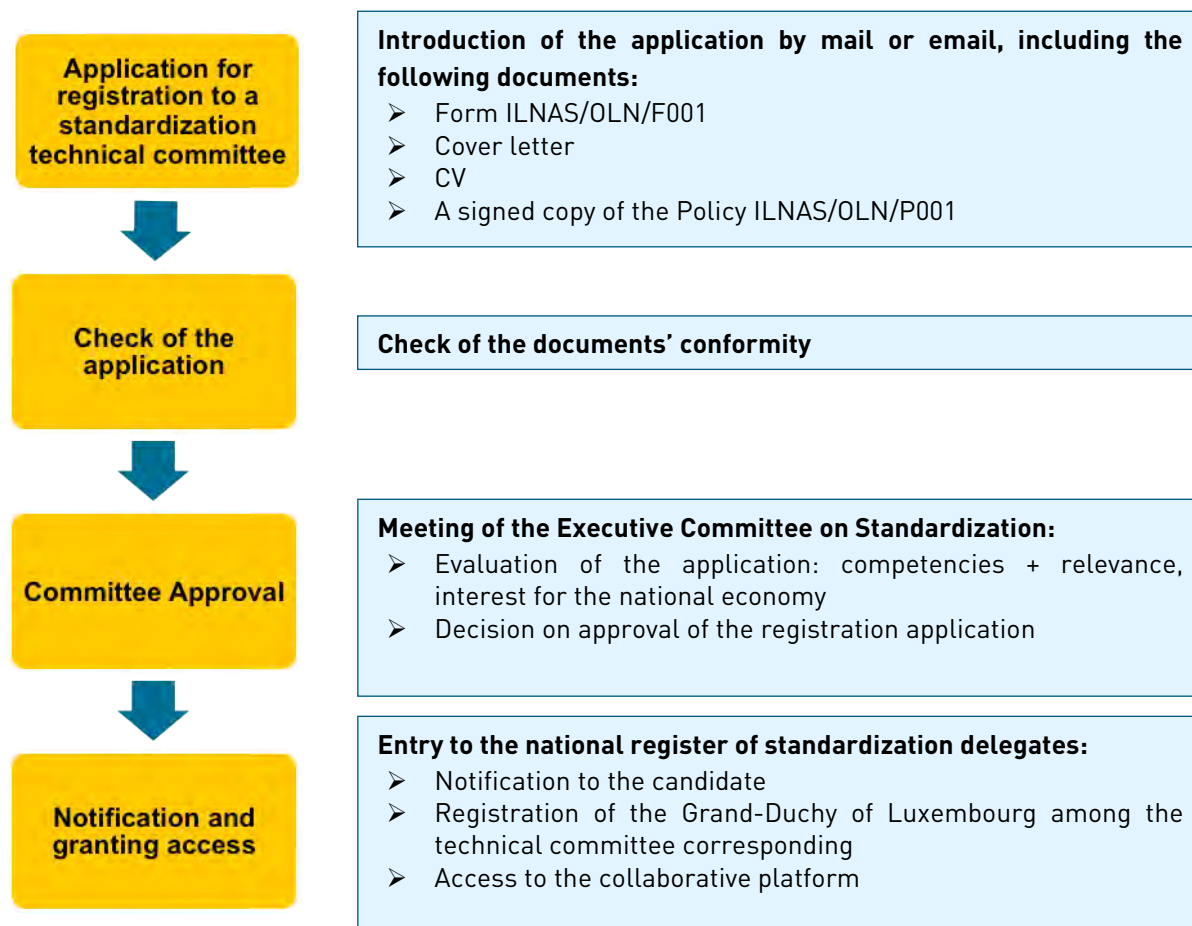 Application for
registration to a
standardization
technical committee
Introduction of the application by mail or email, including the
following documents:
➢ Form ILNAS/OLN/F001
➢ Cover letter
➢ CV
➢ A signed copy of the Policy ILNAS/OLN/P001
Check of the
application
Check of the documents’ conformity
Committee Approval
Meeting of the Executive Committee on Standardization:
➢ Evaluation of the application: competencies + relevance,
interest for the national economy
➢ Decision on approval of the registration application
Notification and
granting access
Entry to the national register of standardization delegates:
➢ Notification to the candidate
➢ Registration of the Grand-Duchy of Luxembourg among the
technical committee corresponding
➢ Access to the collaborative platform